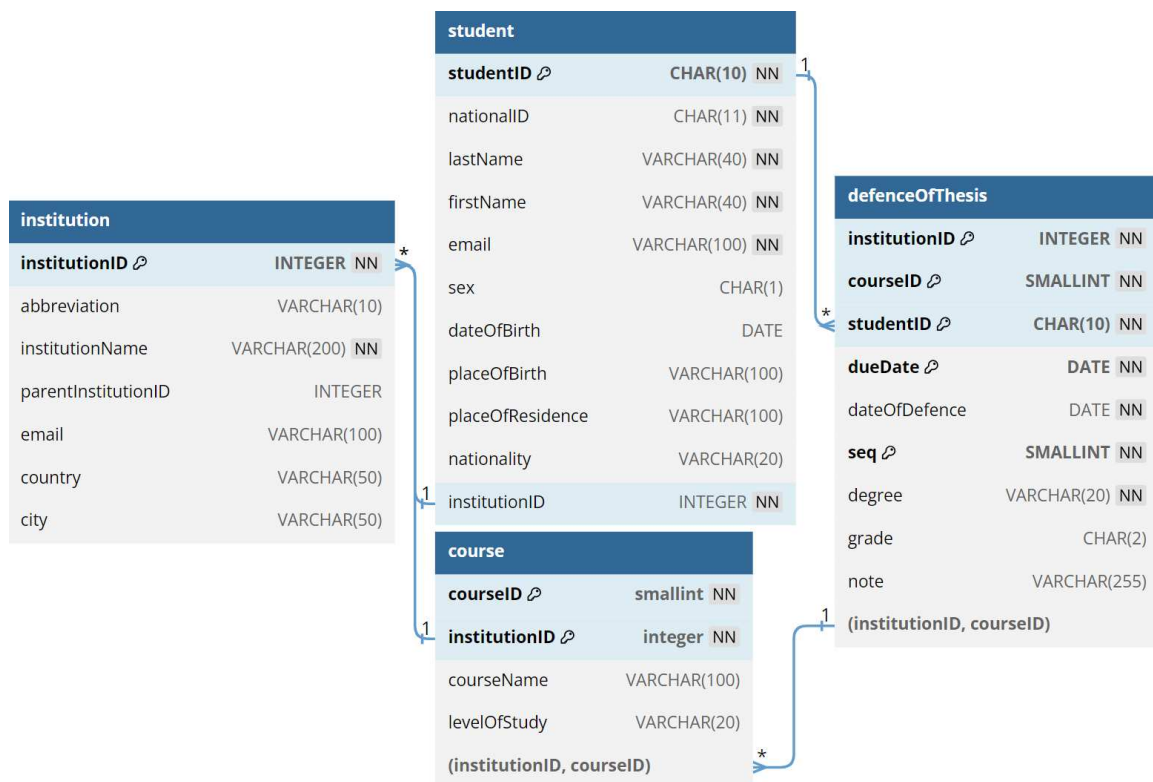 student
studentID CHAR(10) NN
nationalID CHAR(11) NN
lastName VARCHAR(40) NN
firstName VARCHAR(40) NN
email VARCHAR(100) NN
sex CHAR(1)
dateOfBirth DATE
placeOfBirth VARCHAR(100)
placeOfResidence VARCHAR(100)
nationality VARCHAR(20)
institutionID INTEGER NN
1
*
institution
institutionID INTEGER NN
abbreviation VARCHAR(10)
institutionName VARCHAR(200) NN
parentInstitutionID INTEGER
email VARCHAR(100)
country VARCHAR(50)
city VARCHAR(50)
*
1
1
defenceOfThesis
institutionID INTEGER NN
courseID SMALLINT NN
studentID CHAR(10) NN
dueDate DATE NN
dateOfDefence DATE NN
seq SMALLINT NN
degree VARCHAR(20) NN
grade CHAR(2)
note VARCHAR(255)
(institutionID, courseID)
1
course
courseID smallint NN
institutionID integer NN
courseName VARCHAR(100)
levelOfStudy VARCHAR(20)
(institutionID, courseID)
*